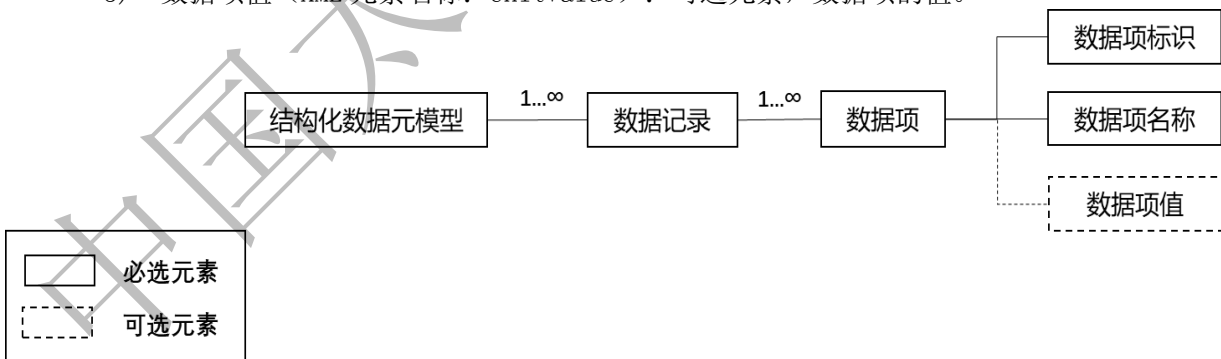 数据项标识
1...∞
1...∞
结构化数据元模型
数据记录
数据项
数据项名称
数据项值
必选元素
可选元素
中国